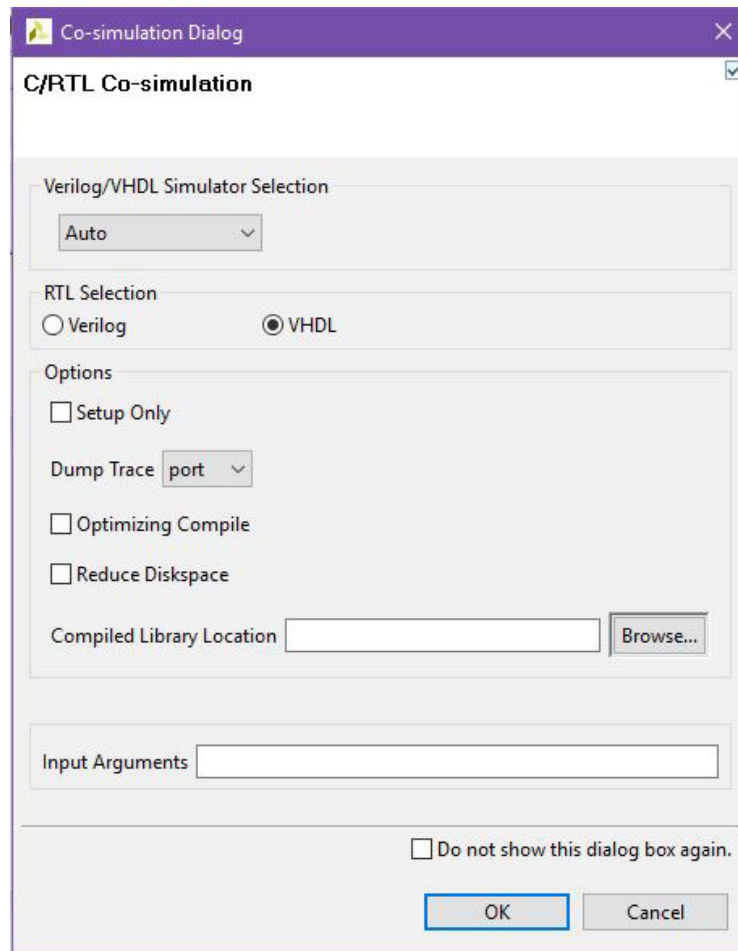 Co-simulation Dialog
C/RTL Co-simulation
Verilog/VHDL Simulator Selection
Auto
RTL Selection
Verilog VHDL
Options
Setup Only
Dump Trace port
Optimizing Compile
Reduce Diskspace
Compiled Library Location Browse...
Input Arguments
Do not show this dialog box again.
OK Cancel